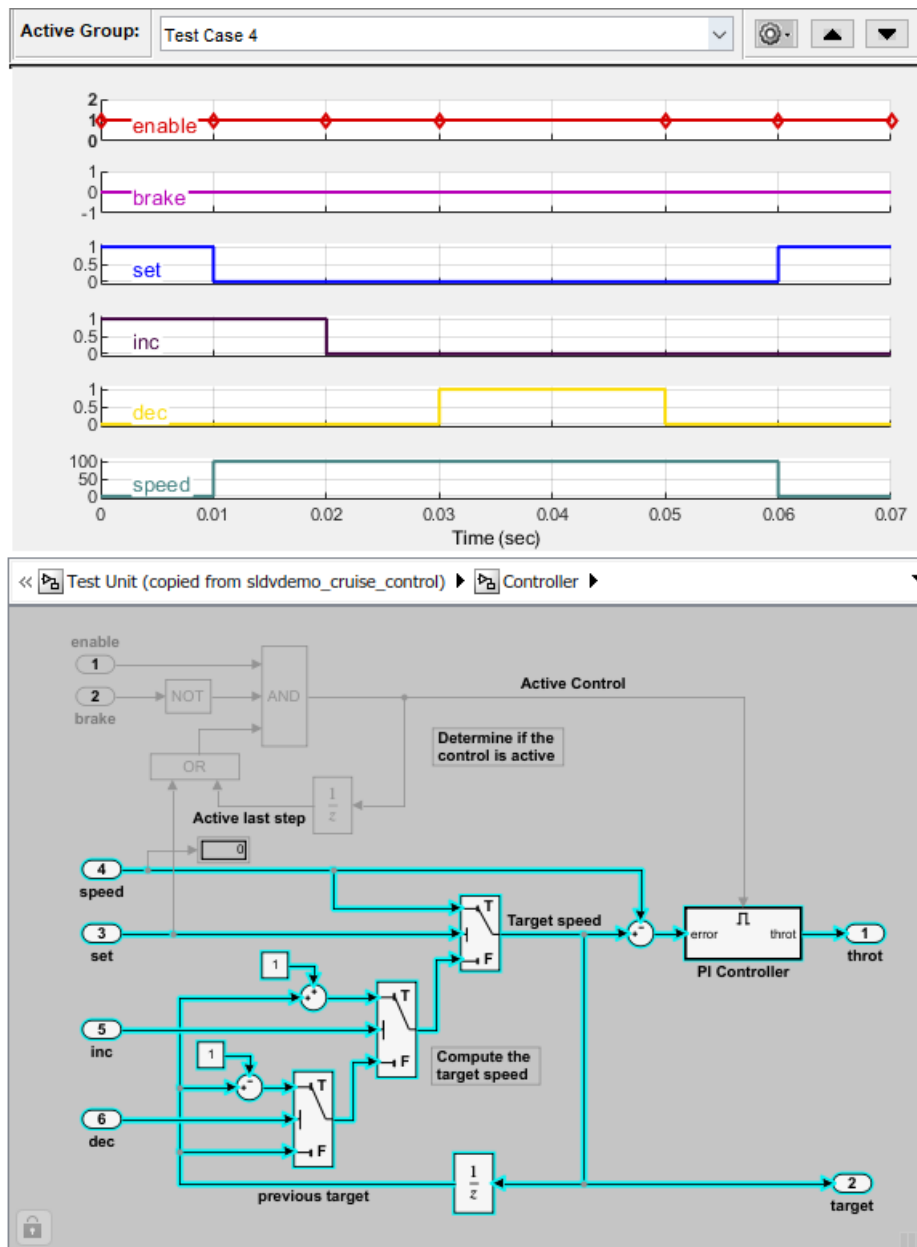 Active Group:
Test Case 4
2
1
0
enable
1
0
-1
brake
1
0.5
0
set
1
0.5
0
inc
1
0.5
0
dec
100
50
0
speed
0 0.01 0.02 0.03 0.04 0.05 0.06 0.07
Time (sec)
« Test Unit (copied from sldvdemo_cruise_control) ▶ Controller ▶
enable
1
2
brake
NOT
AND
OR
Active Control
Determine if the
control is active
1
z
Active last step
0
4
speed
3
set
T
F
Target speed
+
-
error throt
PI Controller
1
throt
1
+
+
T
F
5
inc
Compute the
target speed
1
+
-
T
F
6
dec
previous target
1
z
2
target